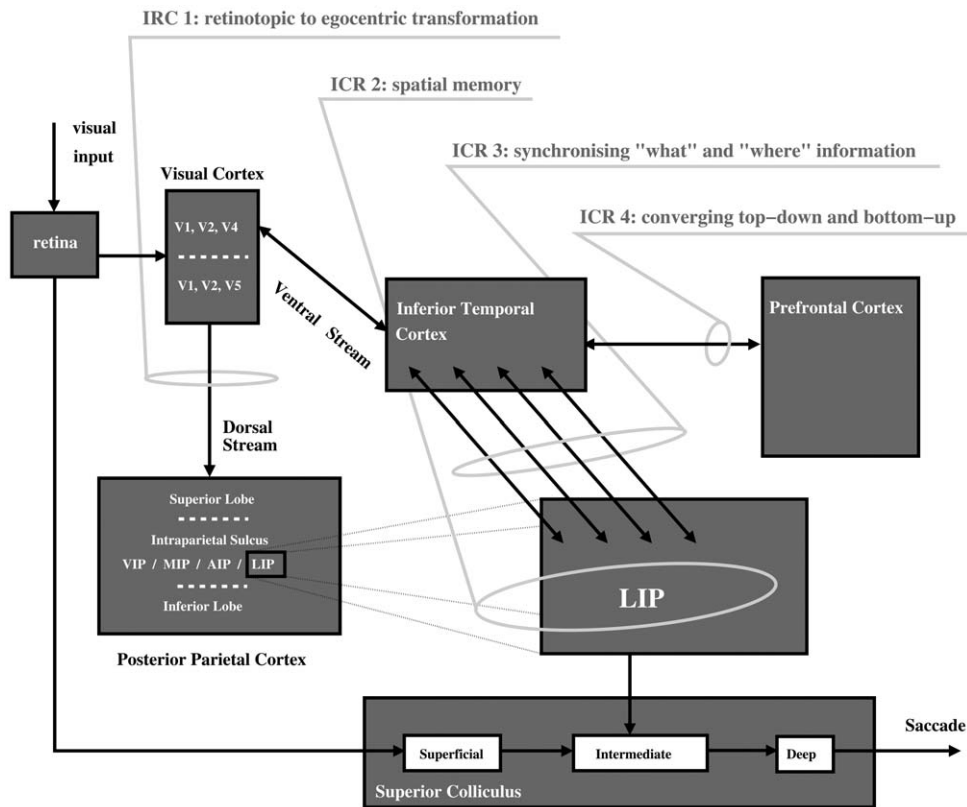 IRC 1: retinotopic to egocentric transformation
ICR 2: spatial memory
ICR 3: synchronising "what" and "where" information
ICR 4: converging top−down and bottom−up
visual
input
retina
Visual Cortex
V1, V2, V4
V1, V2, V5
Ventral Stream
Inferior Temporal
Cortex
Prefrontal Cortex
Dorsal
Stream
Superior Lobe
Intraparietal Sulcus
VIP / MIP / AIP / LIP
Inferior Lobe
Posterior Parietal Cortex
LIP
Superficial
Intermediate
Deep
Saccade
Superior Colliculus